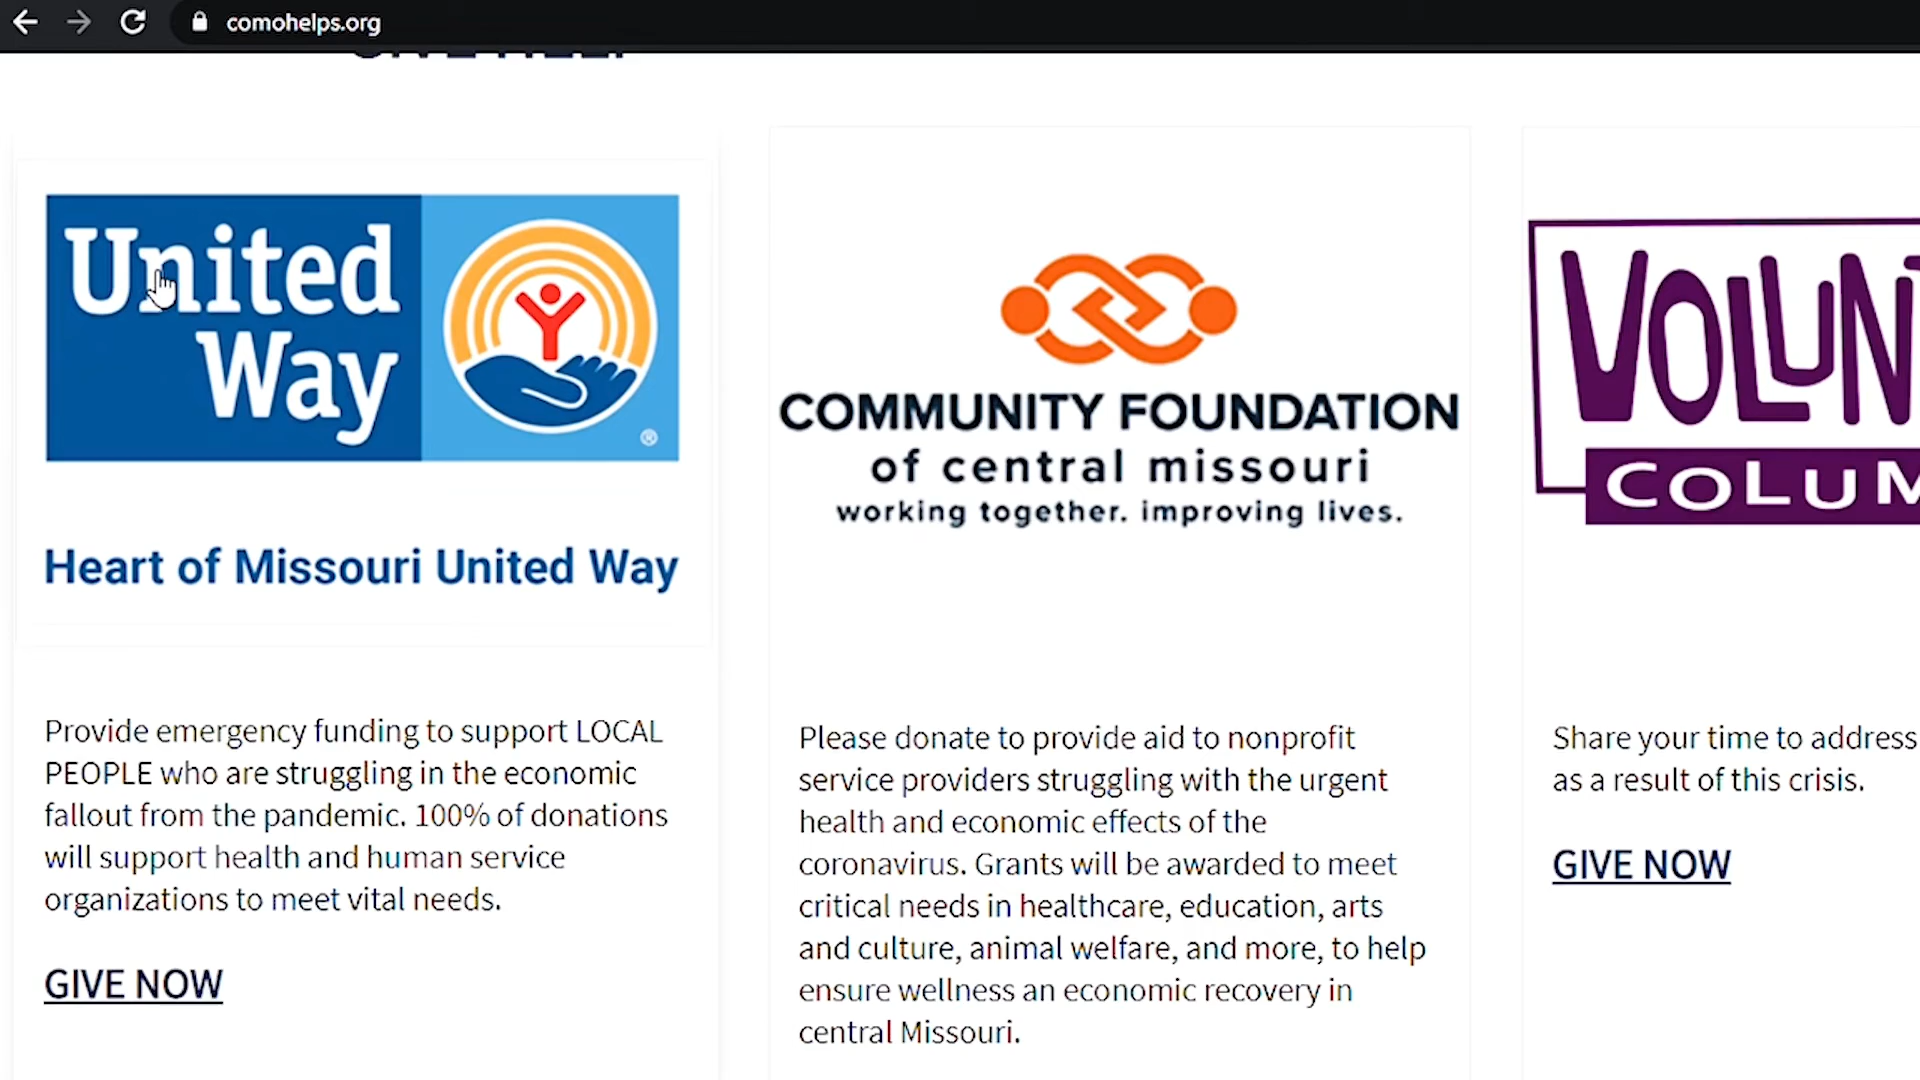 comohelps.org
United
Way
®
Heart of Missouri United Way
Provide emergency funding to support LOCAL
PEOPLE who are struggling in the economic
fallout from the pandemic. 100% of donations
will support health and human service
organizations to meet vital needs.
GIVE NOW
COMMUNITY FOUNDATION
of central missouri
working together. improving lives.
Please donate to provide aid to nonprofit
service providers struggling with the urgent
health and economic effects of the
coronavirus. Grants will be awarded to meet
critical needs in healthcare, education, arts
and culture, animal welfare, and more, to help
ensure wellness an economic recovery in
central Missouri.
VOLUN
COLUM
Share your time to address
as a result of this crisis.
GIVE NOW